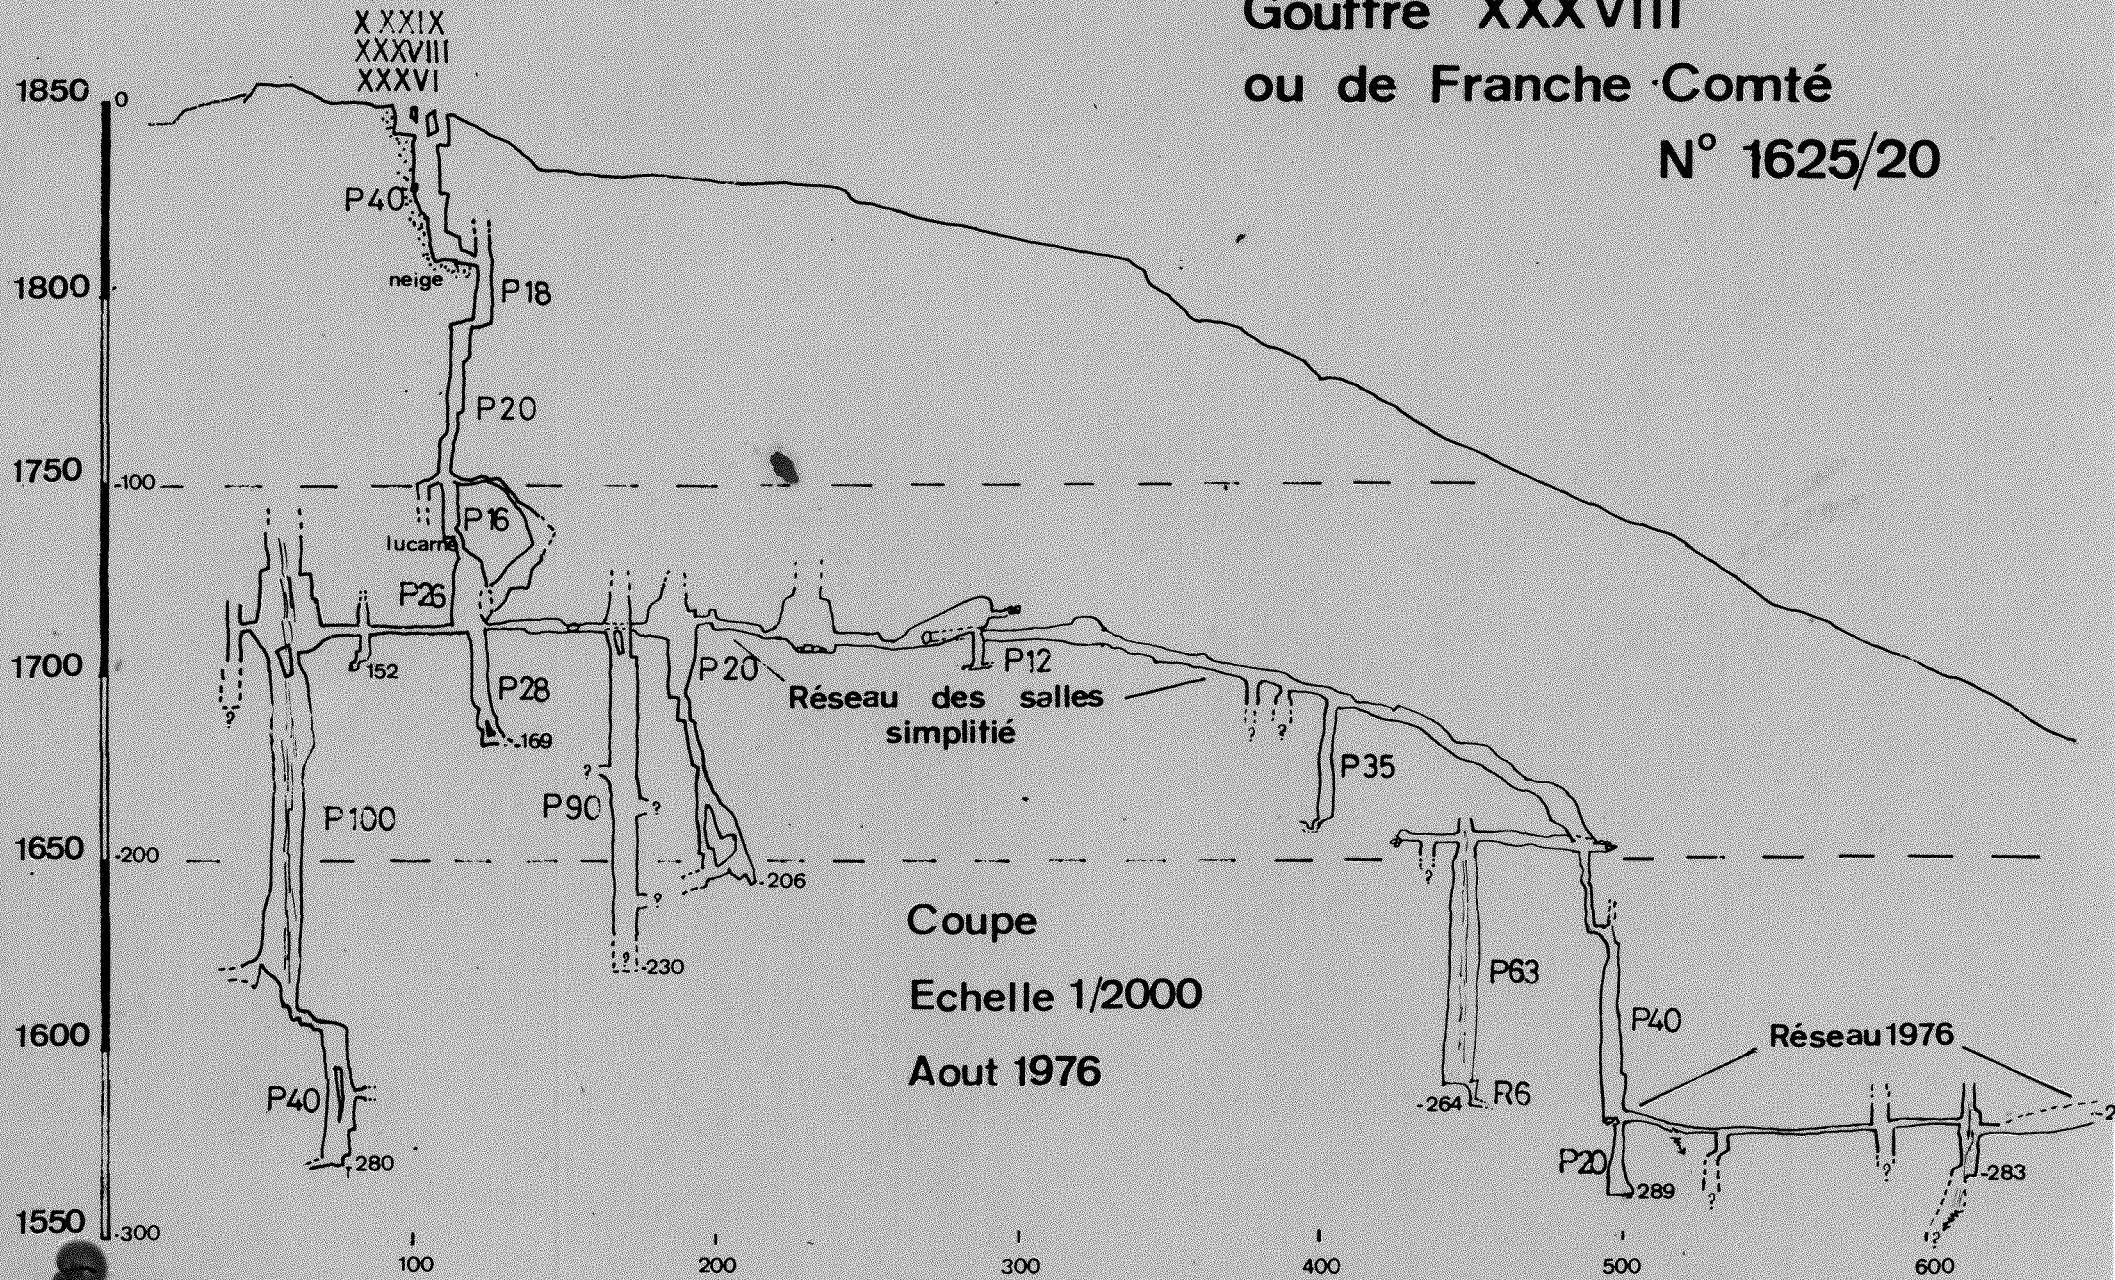 Gouffre XXXVIII
ou de Franche Comté
N° 1625/20
XXXIX
XXXVIII
XXXVI
1850
0
P40
neige
1800
P18
P20
1750
-100
P16
lucarne
P26
1700
152
P28
-169
P20
P12
Réseau des salles
simplifié
?
?
?
P35
P100
P90
?
?
?
?
-230
1650
-200
-206
?
Coupe
Echelle 1/2000
Aout 1976
P63
P40
1600
R6
-264
Réseau 1976
P40
-280
P20
289
?
?
-283
?
-2
1550
-300
100
200
300
400
500
600